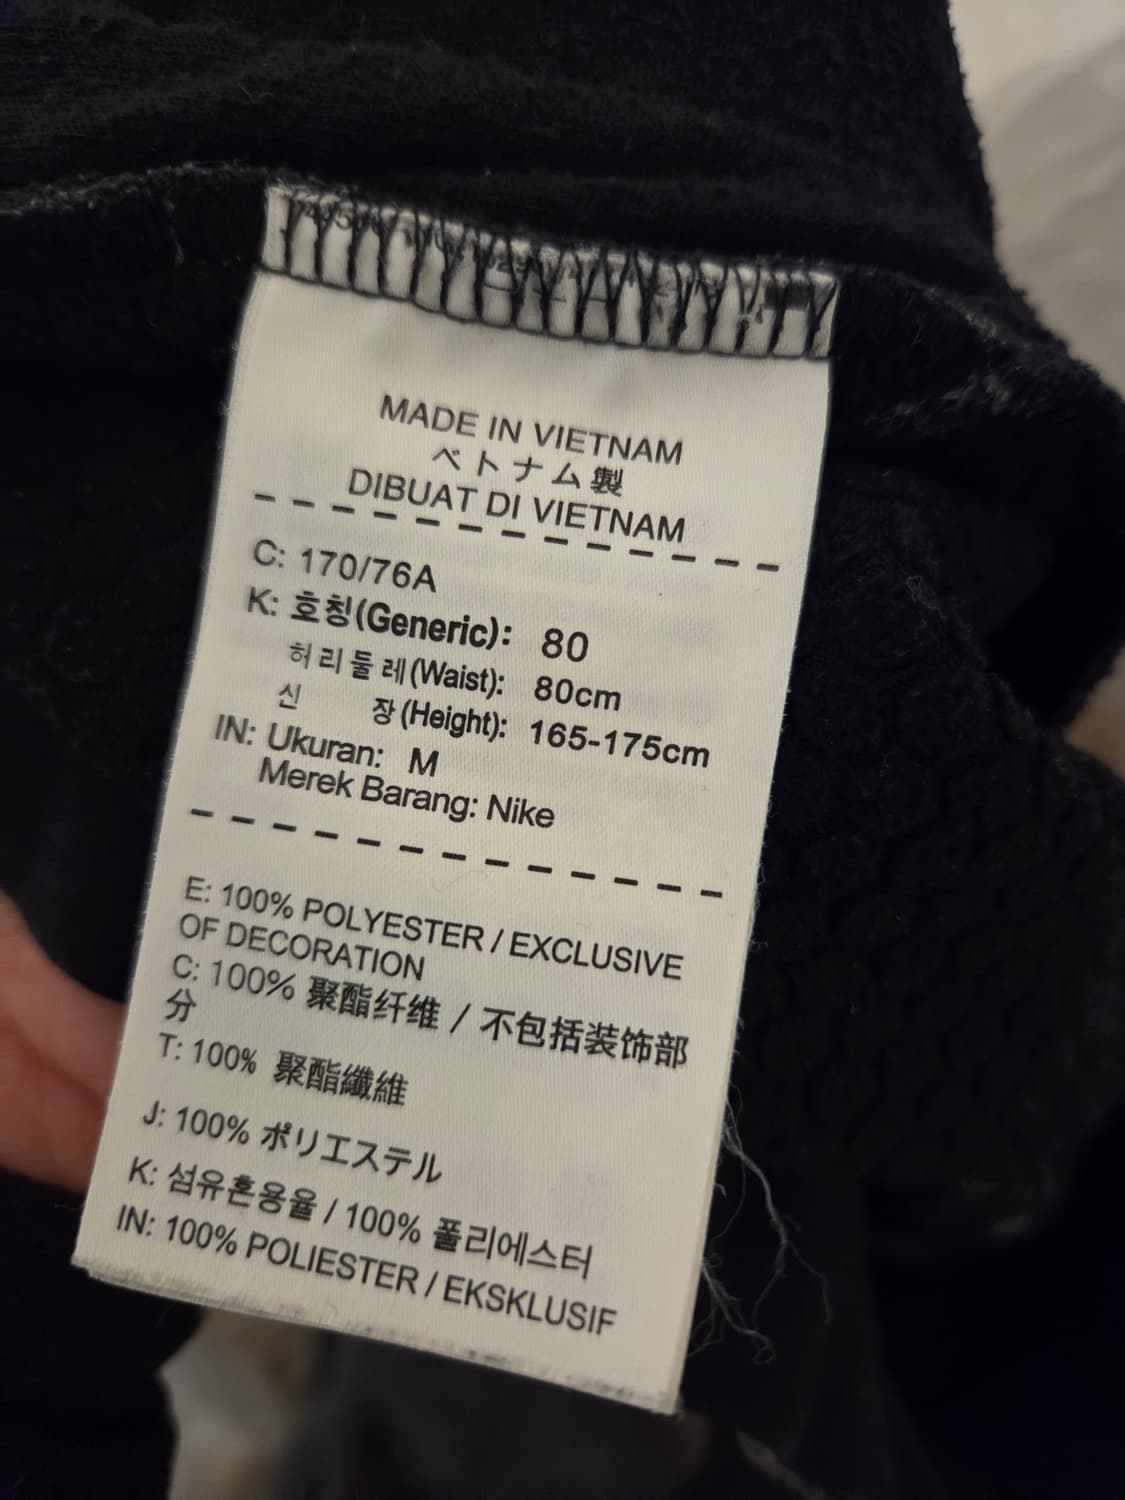 MADE IN VIETNAM
ベトナム製
DIBUAT DI VIETNAM
C: 170/76A
K: 호칭(Generic): 80
허리둘레(Waist): 80cm
신 장(Height): 165-175cm
IN: Ukuran: M
Merek Barang: Nike
E: 100% POLYESTER / EXCLUSIVE
OF DECORATION
C: 100% 聚酯纤维 / 不包括装饰部
分
T: 100% 聚酯纖維
J: 100% ポリエステル
K: 섬유혼용율 / 100% 폴리에스터
IN: 100% POLIESTER / EKSKLUSIF